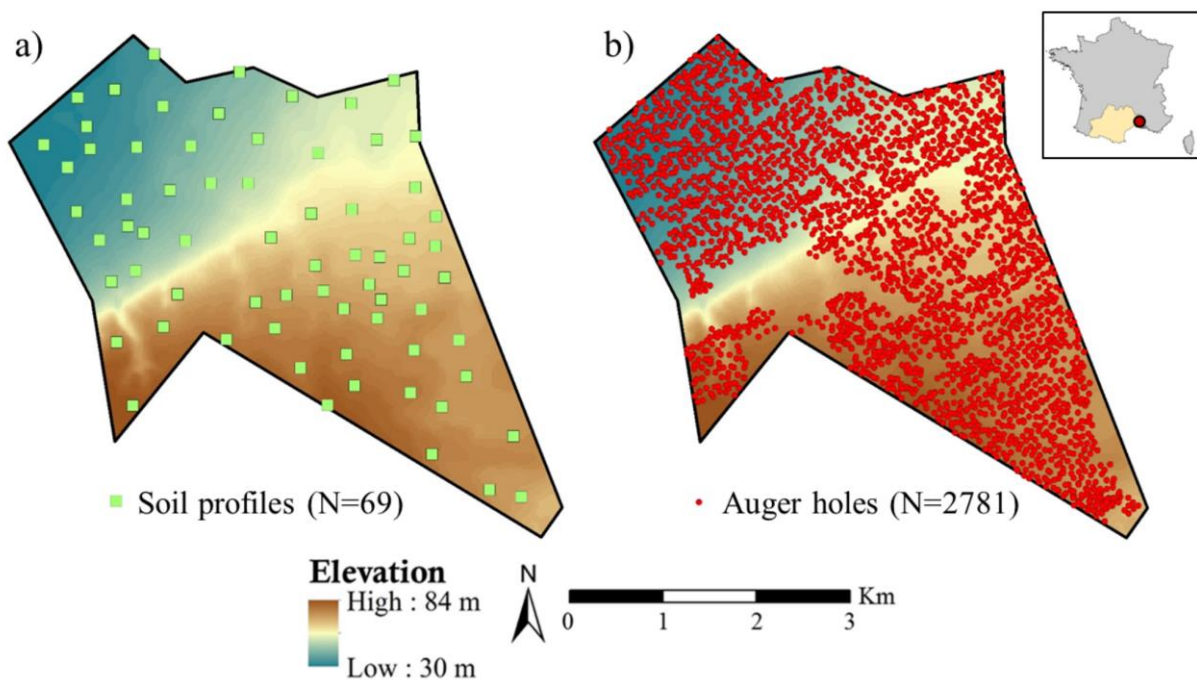 a)
b)
Soil profiles (N=69)
Auger holes (N=2781)
Elevation
High : 84 m
Low : 30 m
N
Km
0 1 2 3